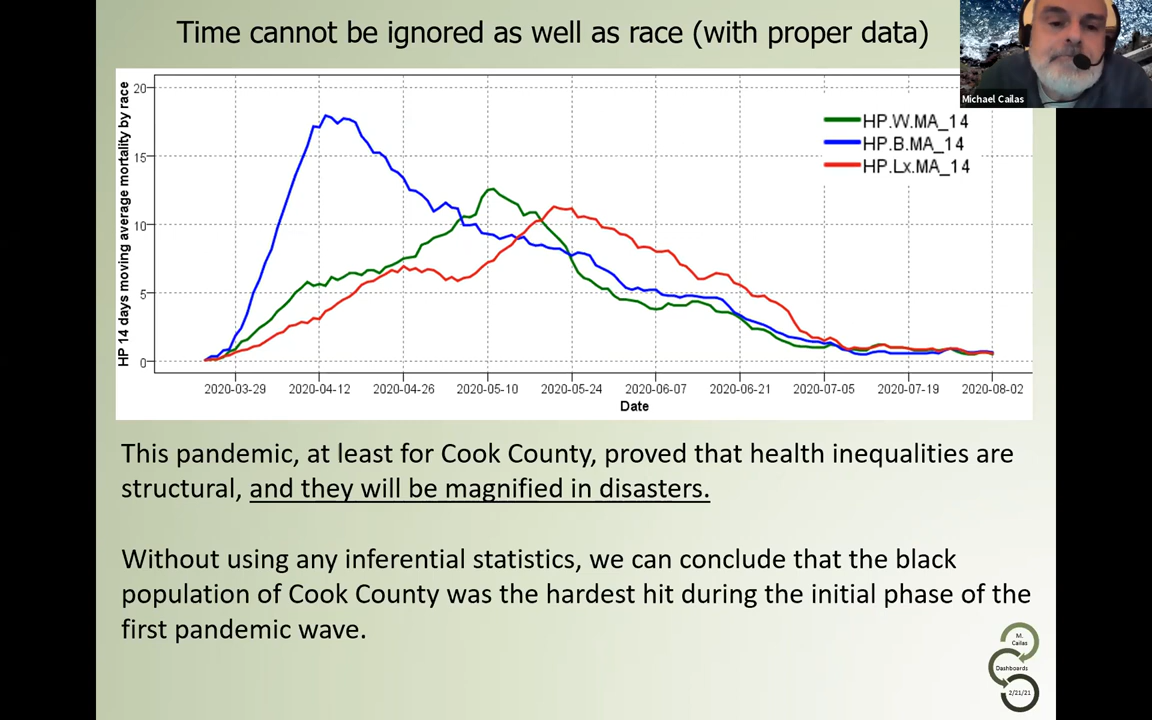 Time cannot be ignored as well as race (with proper data)
Michael Cailas
HP 14 days moving average mortality by race
20
15
10
5
0
HP.W.MA_14
HP.B.MA_14
HP.Lx.MA_14
2020-03-29 2020-04-12 2020-04-26 2020-05-10 2020-05-24 2020-06-07 2020-06-21 2020-07-05 2020-07-19 2020-08-02
Date
This pandemic, at least for Cook County, proved that health inequalities are
structural, and they will be magnified in disasters.
Without using any inferential statistics, we can conclude that the black
population of Cook County was the hardest hit during the initial phase of the
first pandemic wave.
M.
Cailas
Dashboards
2/21/21